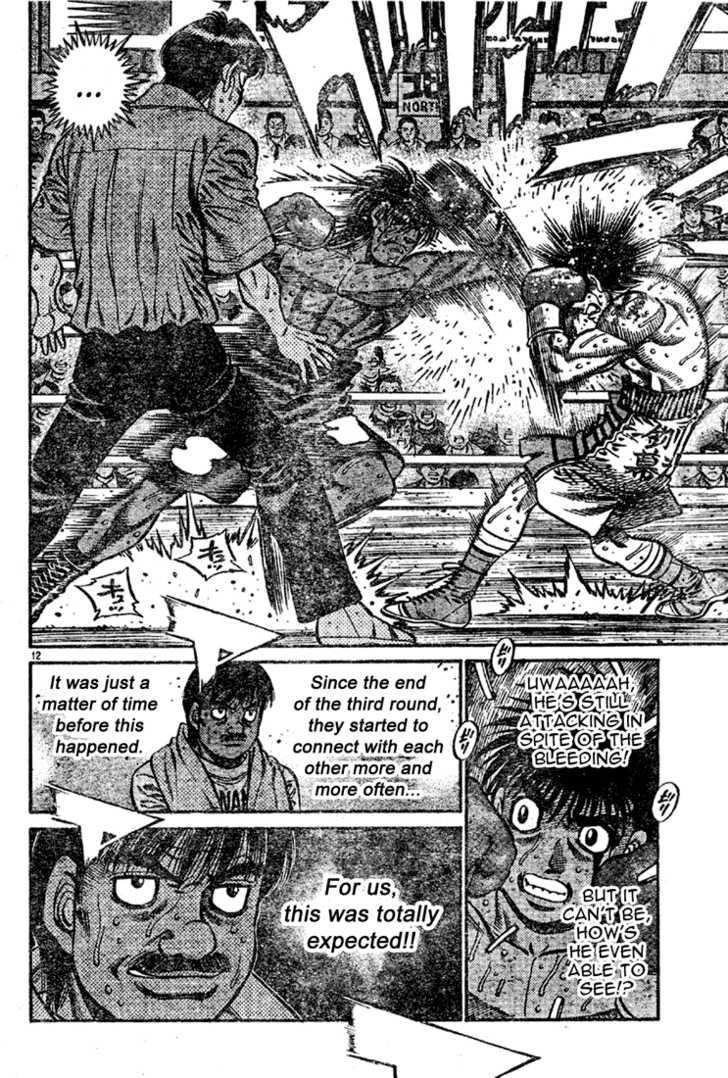 ...
NORTH
12
UWAAAAAH,
HE'S STILL
ATTACKING IN
SPITE OF THE
BLEEDING!
BUT IT
CAN'T BE,
HOW'S
HE EVEN
ABLE TO
SEE!?
Since the end
of the third round,
they started to
connect with each
other more and
more often...
It was just a
matter of time
before this
happened.
For us,
this was totally
expected!!